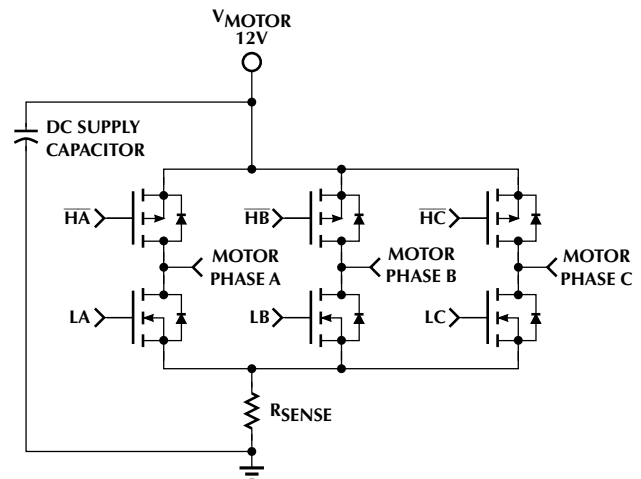 VMOTOR
12V
DC SUPPLY
CAPACITOR
HA
HB
HC
MOTOR
PHASE A
MOTOR
PHASE B
MOTOR
PHASE C
LA
LB
LC
RSENSE